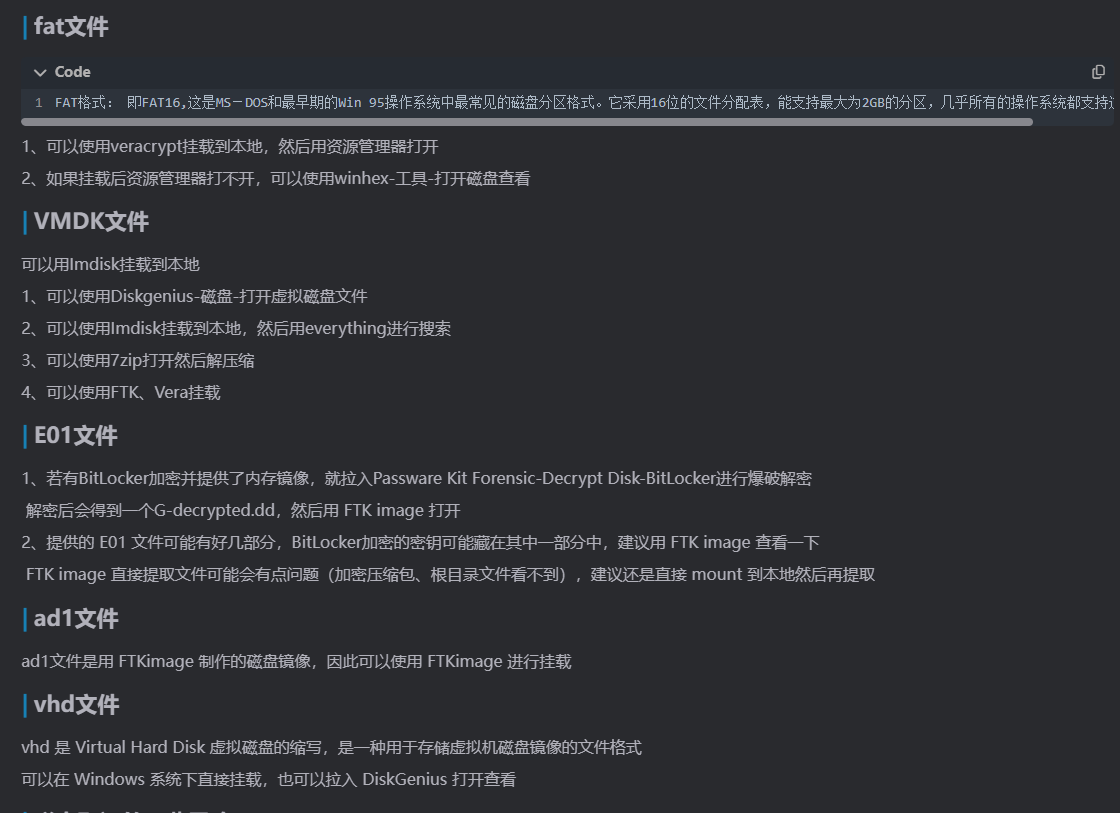 fat文件
Code
1 FAT格式： 即FAT16,这是MS－DOS和最早期的Win 95操作系统中最常见的磁盘分区格式。它采用16位的文件分配表，能支持最大为2GB的分区，几乎所有的操作系统都支持
1、可以使用veracrypt挂载到本地，然后用资源管理器打开
2、如果挂载后资源管理器打不开，可以使用winhex-工具-打开磁盘查看
VMDK文件
可以用Imdisk挂载到本地
1、可以使用Diskgenius-磁盘-打开虚拟磁盘文件
2、可以使用Imdisk挂载到本地，然后用everything进行搜索
3、可以使用7zip打开然后解压缩
4、可以使用FTK、Vera挂载
E01文件
1、若有BitLocker加密并提供了内存镜像，就拉入Passware Kit Forensic-Decrypt Disk-BitLocker进行爆破解密
解密后会得到一个G-decrypted.dd，然后用 FTK image 打开
2、提供的 E01 文件可能有好几部分，BitLocker加密的密钥可能藏在其中一部分中，建议用 FTK image 查看一下
FTK image 直接提取文件可能会有点问题（加密压缩包、根目录文件看不到），建议还是直接 mount 到本地然后再提取
ad1文件
ad1文件是用 FTKimage 制作的磁盘镜像，因此可以使用 FTKimage 进行挂载
vhd文件
vhd 是 Virtual Hard Disk 虚拟磁盘的缩写，是一种用于存储虚拟机磁盘镜像的文件格式
可以在 Windows 系统下直接挂载，也可以拉入 DiskGenius 打开查看